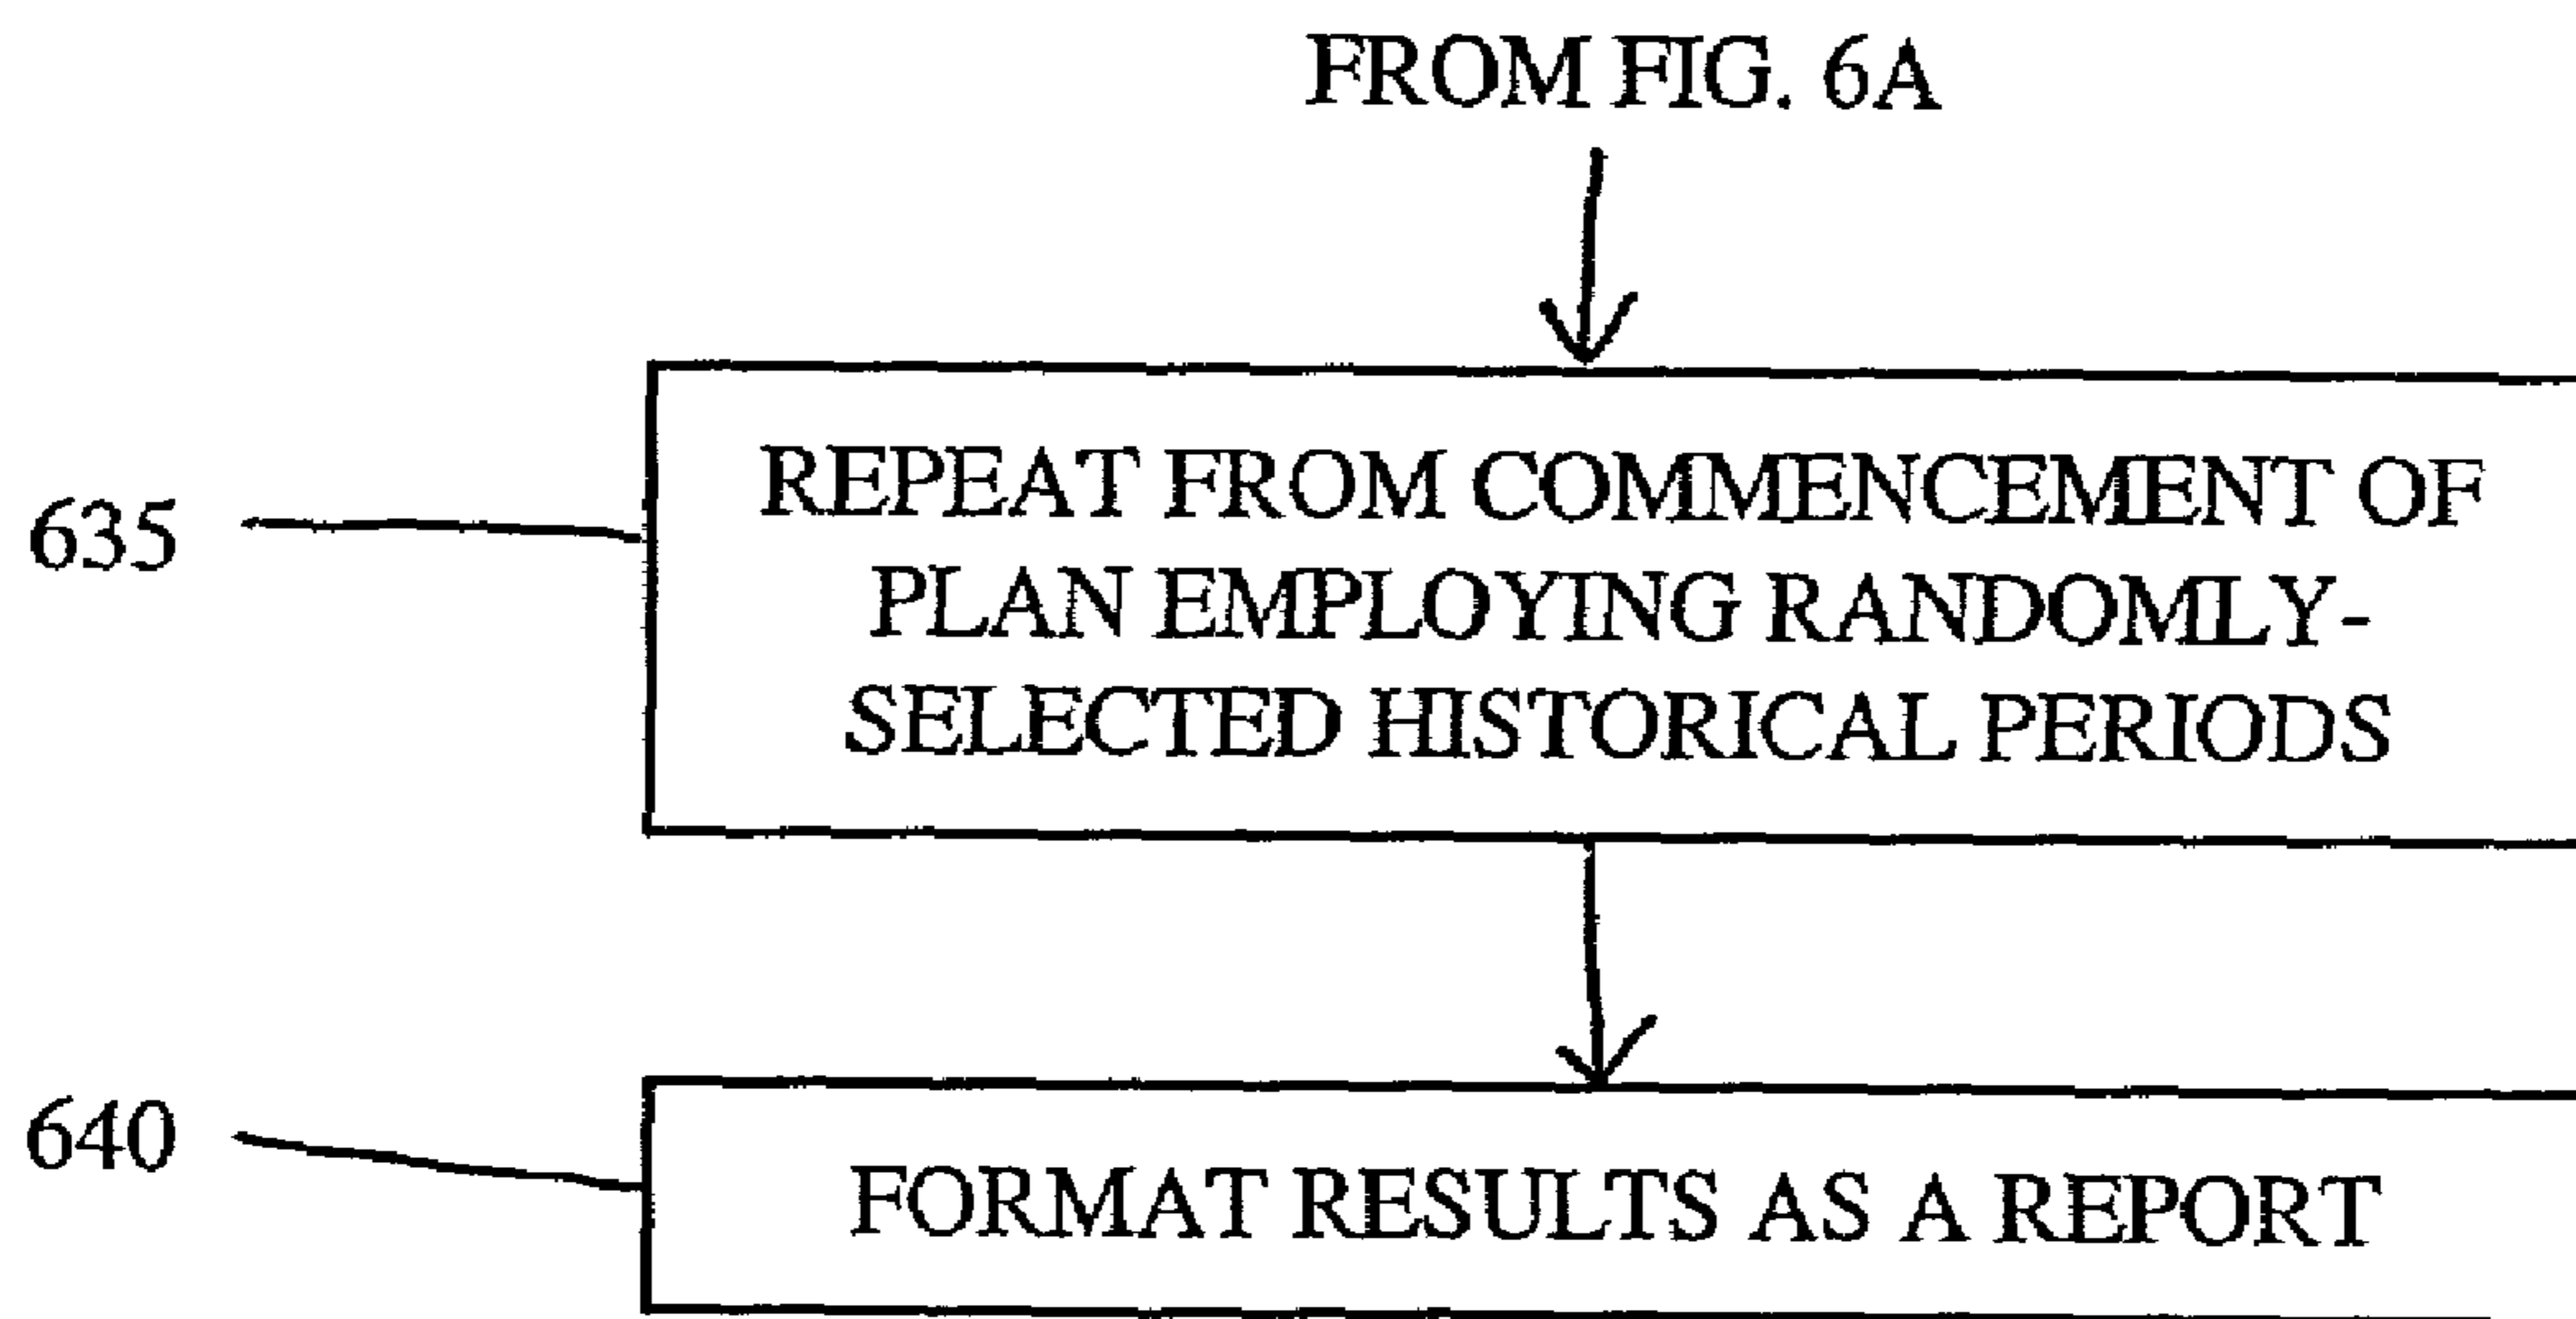 FROM FIG. 6A
635
REPEAT FROM COMMENCEMENT OF
PLAN EMPLOYING RANDOMLY-
SELECTED HISTORICAL PERIODS
640
FORMAT RESULTS AS A REPORT